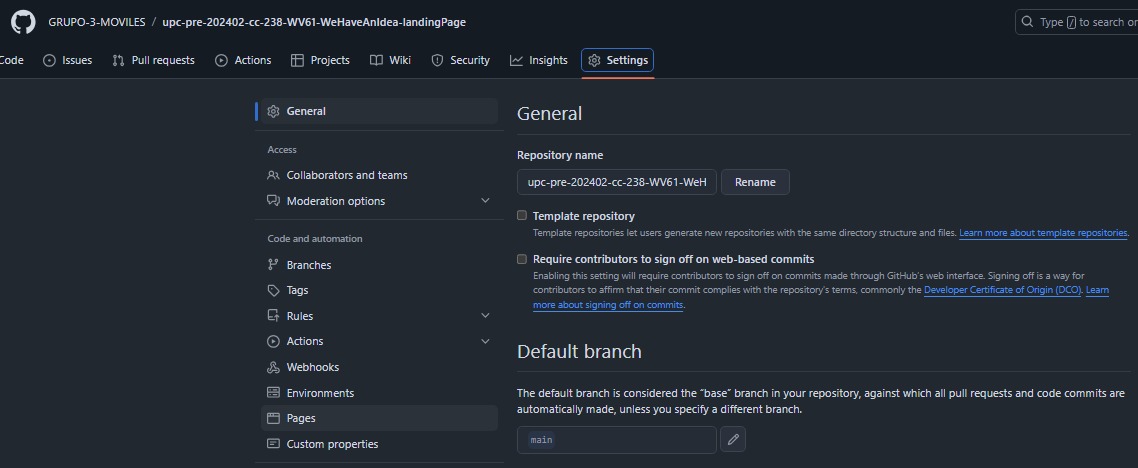 GRUPO-3-MOVILES / upc-pre-202402-cc-238-WV61-WeHaveAnIdea-landingPage
Type / to search or
Code Issues Pull requests Actions Projects Wiki Security Insights Settings
General
Access
Collaborators and teams
Moderation options
Code and automation
Branches
Tags
Rules
Actions
Webhooks
Environments
Pages
Custom properties
General
Repository name
upc-pre-202402-cc-238-WV61-WeH Rename
Template repository
Template repositories let users generate new repositories with the same directory structure and files. Learn more about template repositories.
Require contributors to sign off on web-based commits
Enabling this setting will require contributors to sign off on commits made through GitHub's web interface. Signing off is a way for
contributors to affirm that their commit complies with the repository's terms, commonly the Developer Certificate of Origin (DCO). Learn
more about signing off on commits.
Default branch
The default branch is considered the “base” branch in your repository, against which all pull requests and code commits are
automatically made, unless you specify a different branch.
main